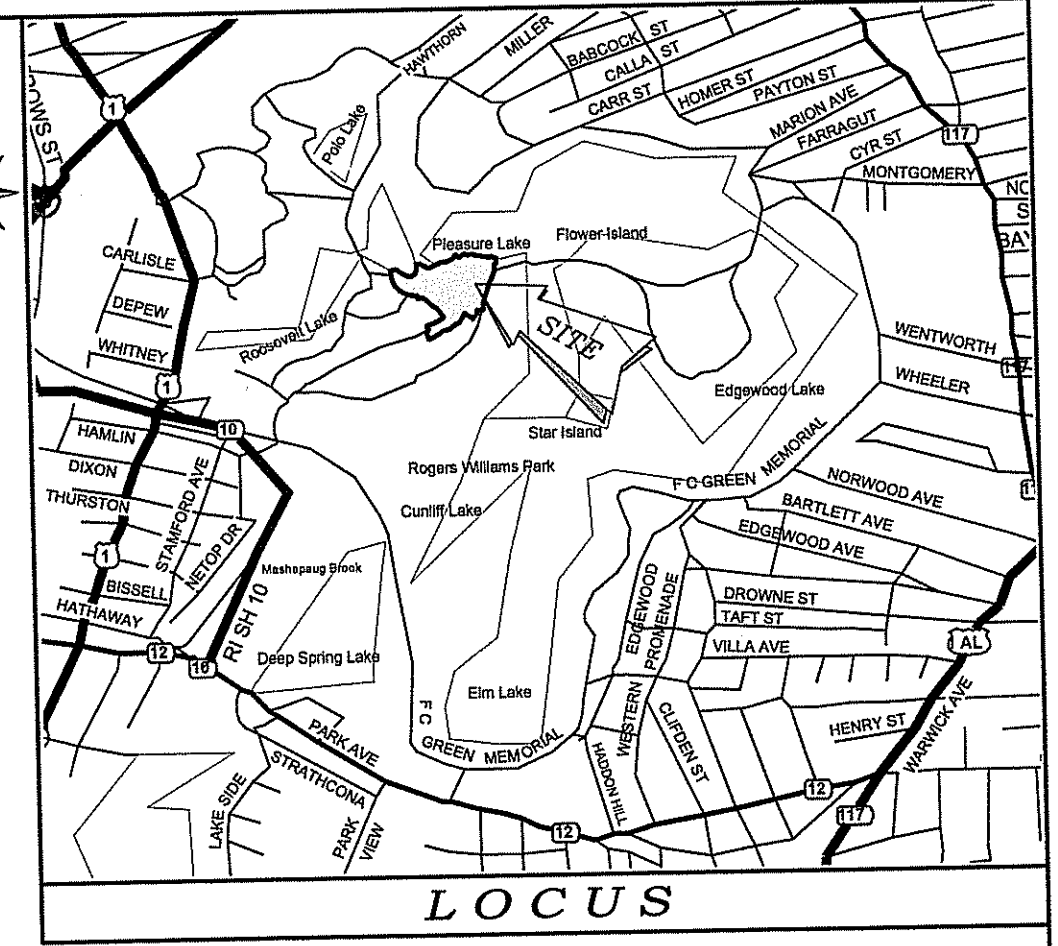 HAWTHORN
MILLER
BABCOCK ST
CALLA ST
CARR ST
HOMER ST
PAYTON ST
MARION AVE
FARRAGUT
CYR ST
MONTGOMERY
117
1
OWS ST
Polo Lake
NO
S
BAY
CARLISLE
DEPEW
WHITNEY
1
Pleasure Lake
Flower Island
Roosevelt Lake
SITE
WENTWORTH
WHEELER
Edgewood Lake
Star Island
10
HAMLIN
DIXON
THURSTON
STAMFORD AVE
NETOP DR
1
BISSELL
HATHAWAY
Rogers Williams Park
Cunliff Lake
F C GREEN MEMORIAL
NORWOOD AVE
BARTLETT AVE
EDGEWOOD AVE
Mashapaug Brook
RI SH 10
EDGEWOOD
PROMENADE
DROWNE ST
TAFT ST
VILLA AVE
AL
12
10
Deep Spring Lake
Elm Lake
F C
GREEN MEMORIAL
WESTERN
CLIFDEN ST
HADDON HILL
HENRY ST
WARWICK AVE
PARK AVE
STRATHCONA
LAKE SIDE
PARK VIEW
12
12
117
LOCUS